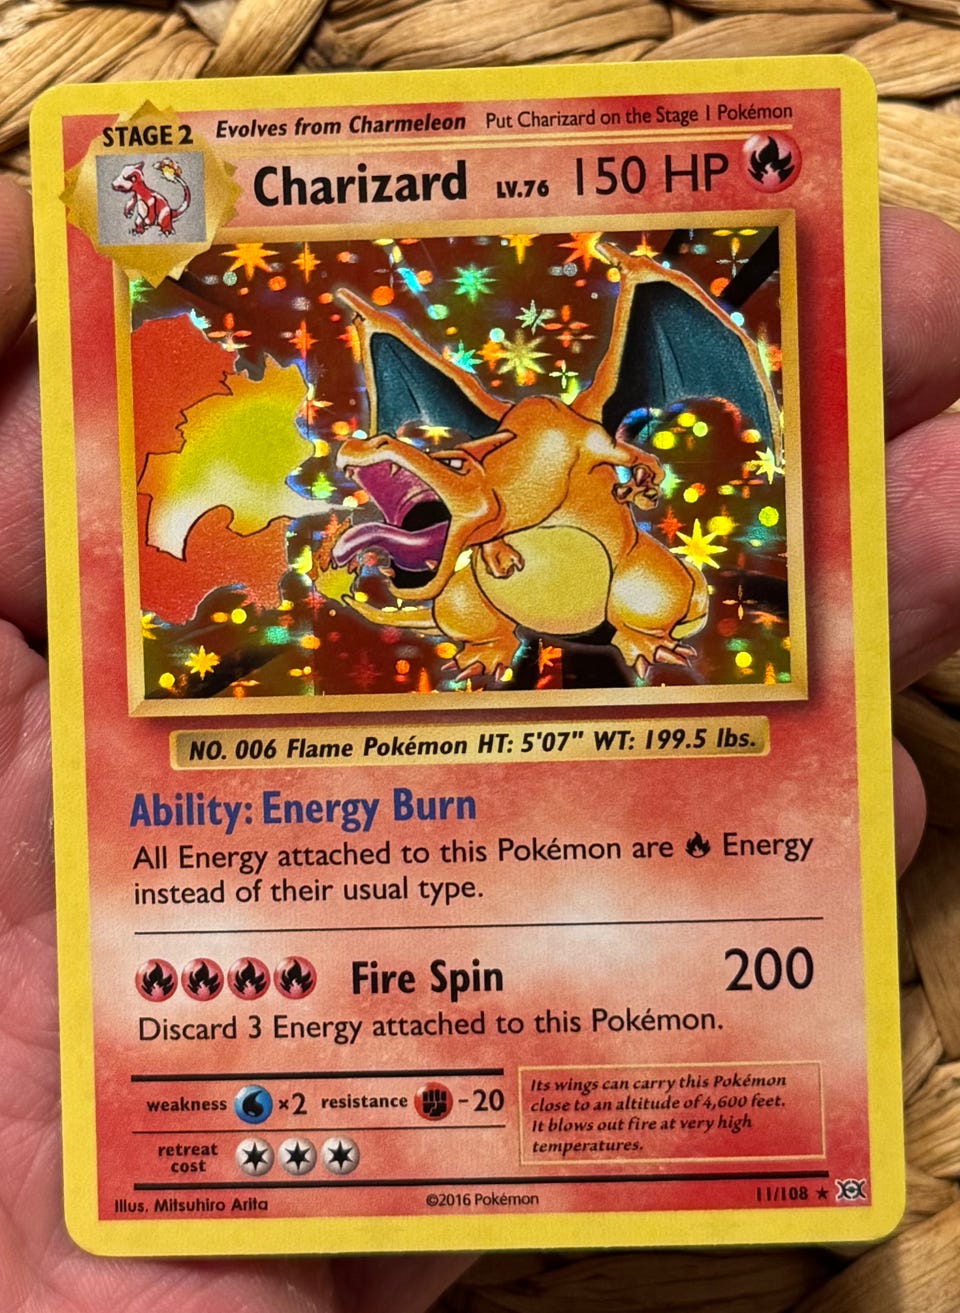 STAGE 2 Evolves from Charmeleon Put Charizard on the Stage 1 Pokémon
Charizard LV.76 150 HP
NO. 006 Flame Pokémon HT: 5'07" WT: 199.5 lbs.
Ability: Energy Burn
All Energy attached to this Pokémon are Energy
instead of their usual type.
Fire Spin 200
Discard 3 Energy attached to this Pokémon.
weakness ×2 resistance -20
retreat
cost
Its wings can carry this Pokémon
close to an altitude of 4,600 feet.
It blows out fire at very high
temperatures.
Illus. Mitsuhiro Arita ©2016 Pokémon 11/108 ★